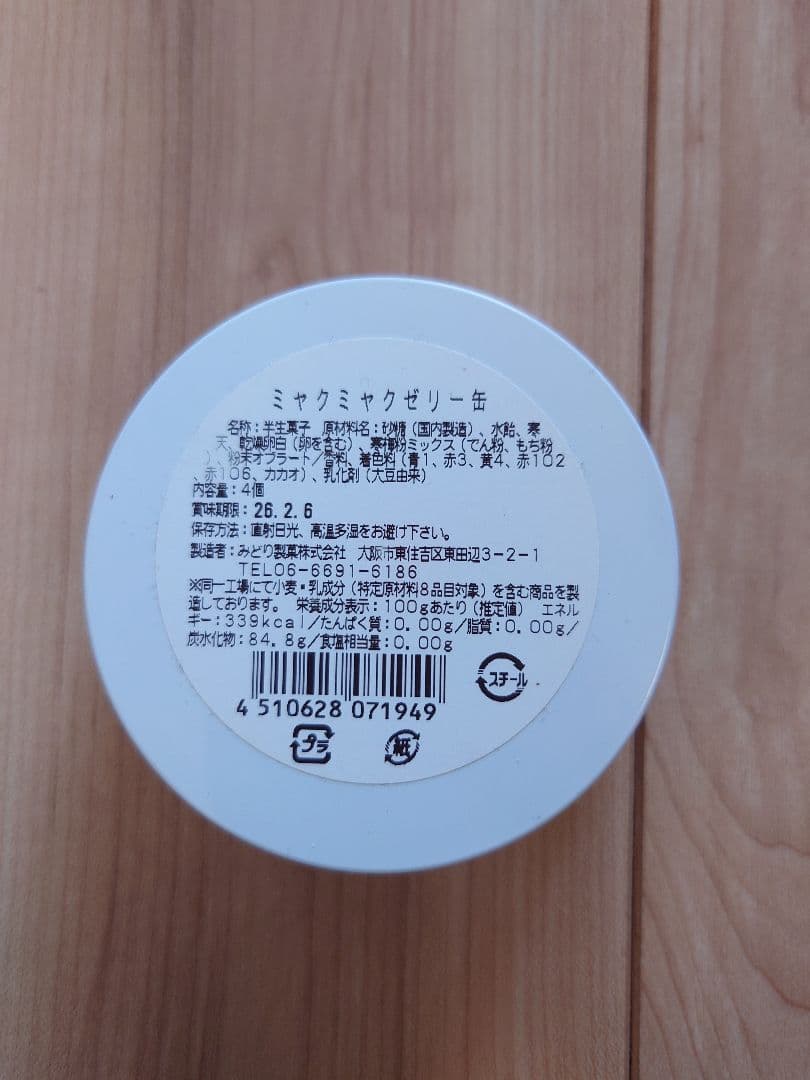 ミャクミャクゼリー缶
名称：半生菓子　原材料名：砂糖（国内製造）、水飴、寒
天、乾燥卵白（卵を含む）、寒梅粉ミックス（でん粉、もち粉
）、粉末オブラート／香料、着色料（青1、赤3、黄4、赤102
、赤106、カカオ）、乳化剤（大豆由来）
内容量：4個
賞味期限：26.2.6
保存方法：直射日光、高温多湿をお避け下さい。
製造者：みどり製菓株式会社　大阪市東住吉区東田辺3-2-1
TEL06-6691-6186
※同一工場にて小麦・乳成分（特定原材料8品目対象）を含む商品を製
造しております。　栄養成分表示：100gあたり（推定値）　エネル
ギー：339kcal/たんぱく質：0.00g/脂質：0.00g/
炭水化物：84.8g/食塩相当量：0.00g
スチール
4 510628 071949
プラ 紙